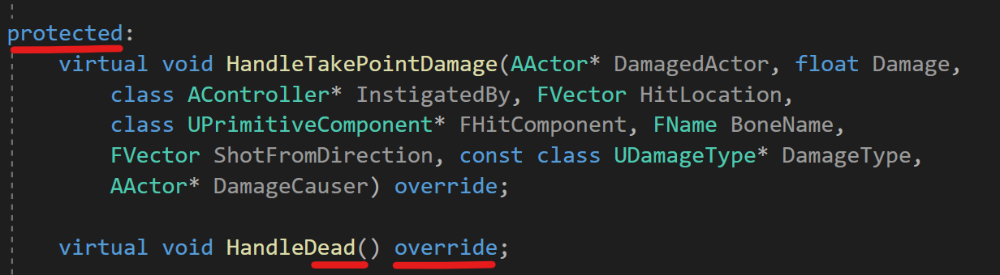 protected:
virtual void HandleTakePointDamage(AActor* DamagedActor, float Damage,
class AController* InstigatedBy, FVector HitLocation,
class UPrimitiveComponent* FHitComponent, FName BoneName,
FVector ShotFromDirection, const class UDamageType* DamageType,
AActor* DamageCauser) override;
virtual void HandleDead() override;